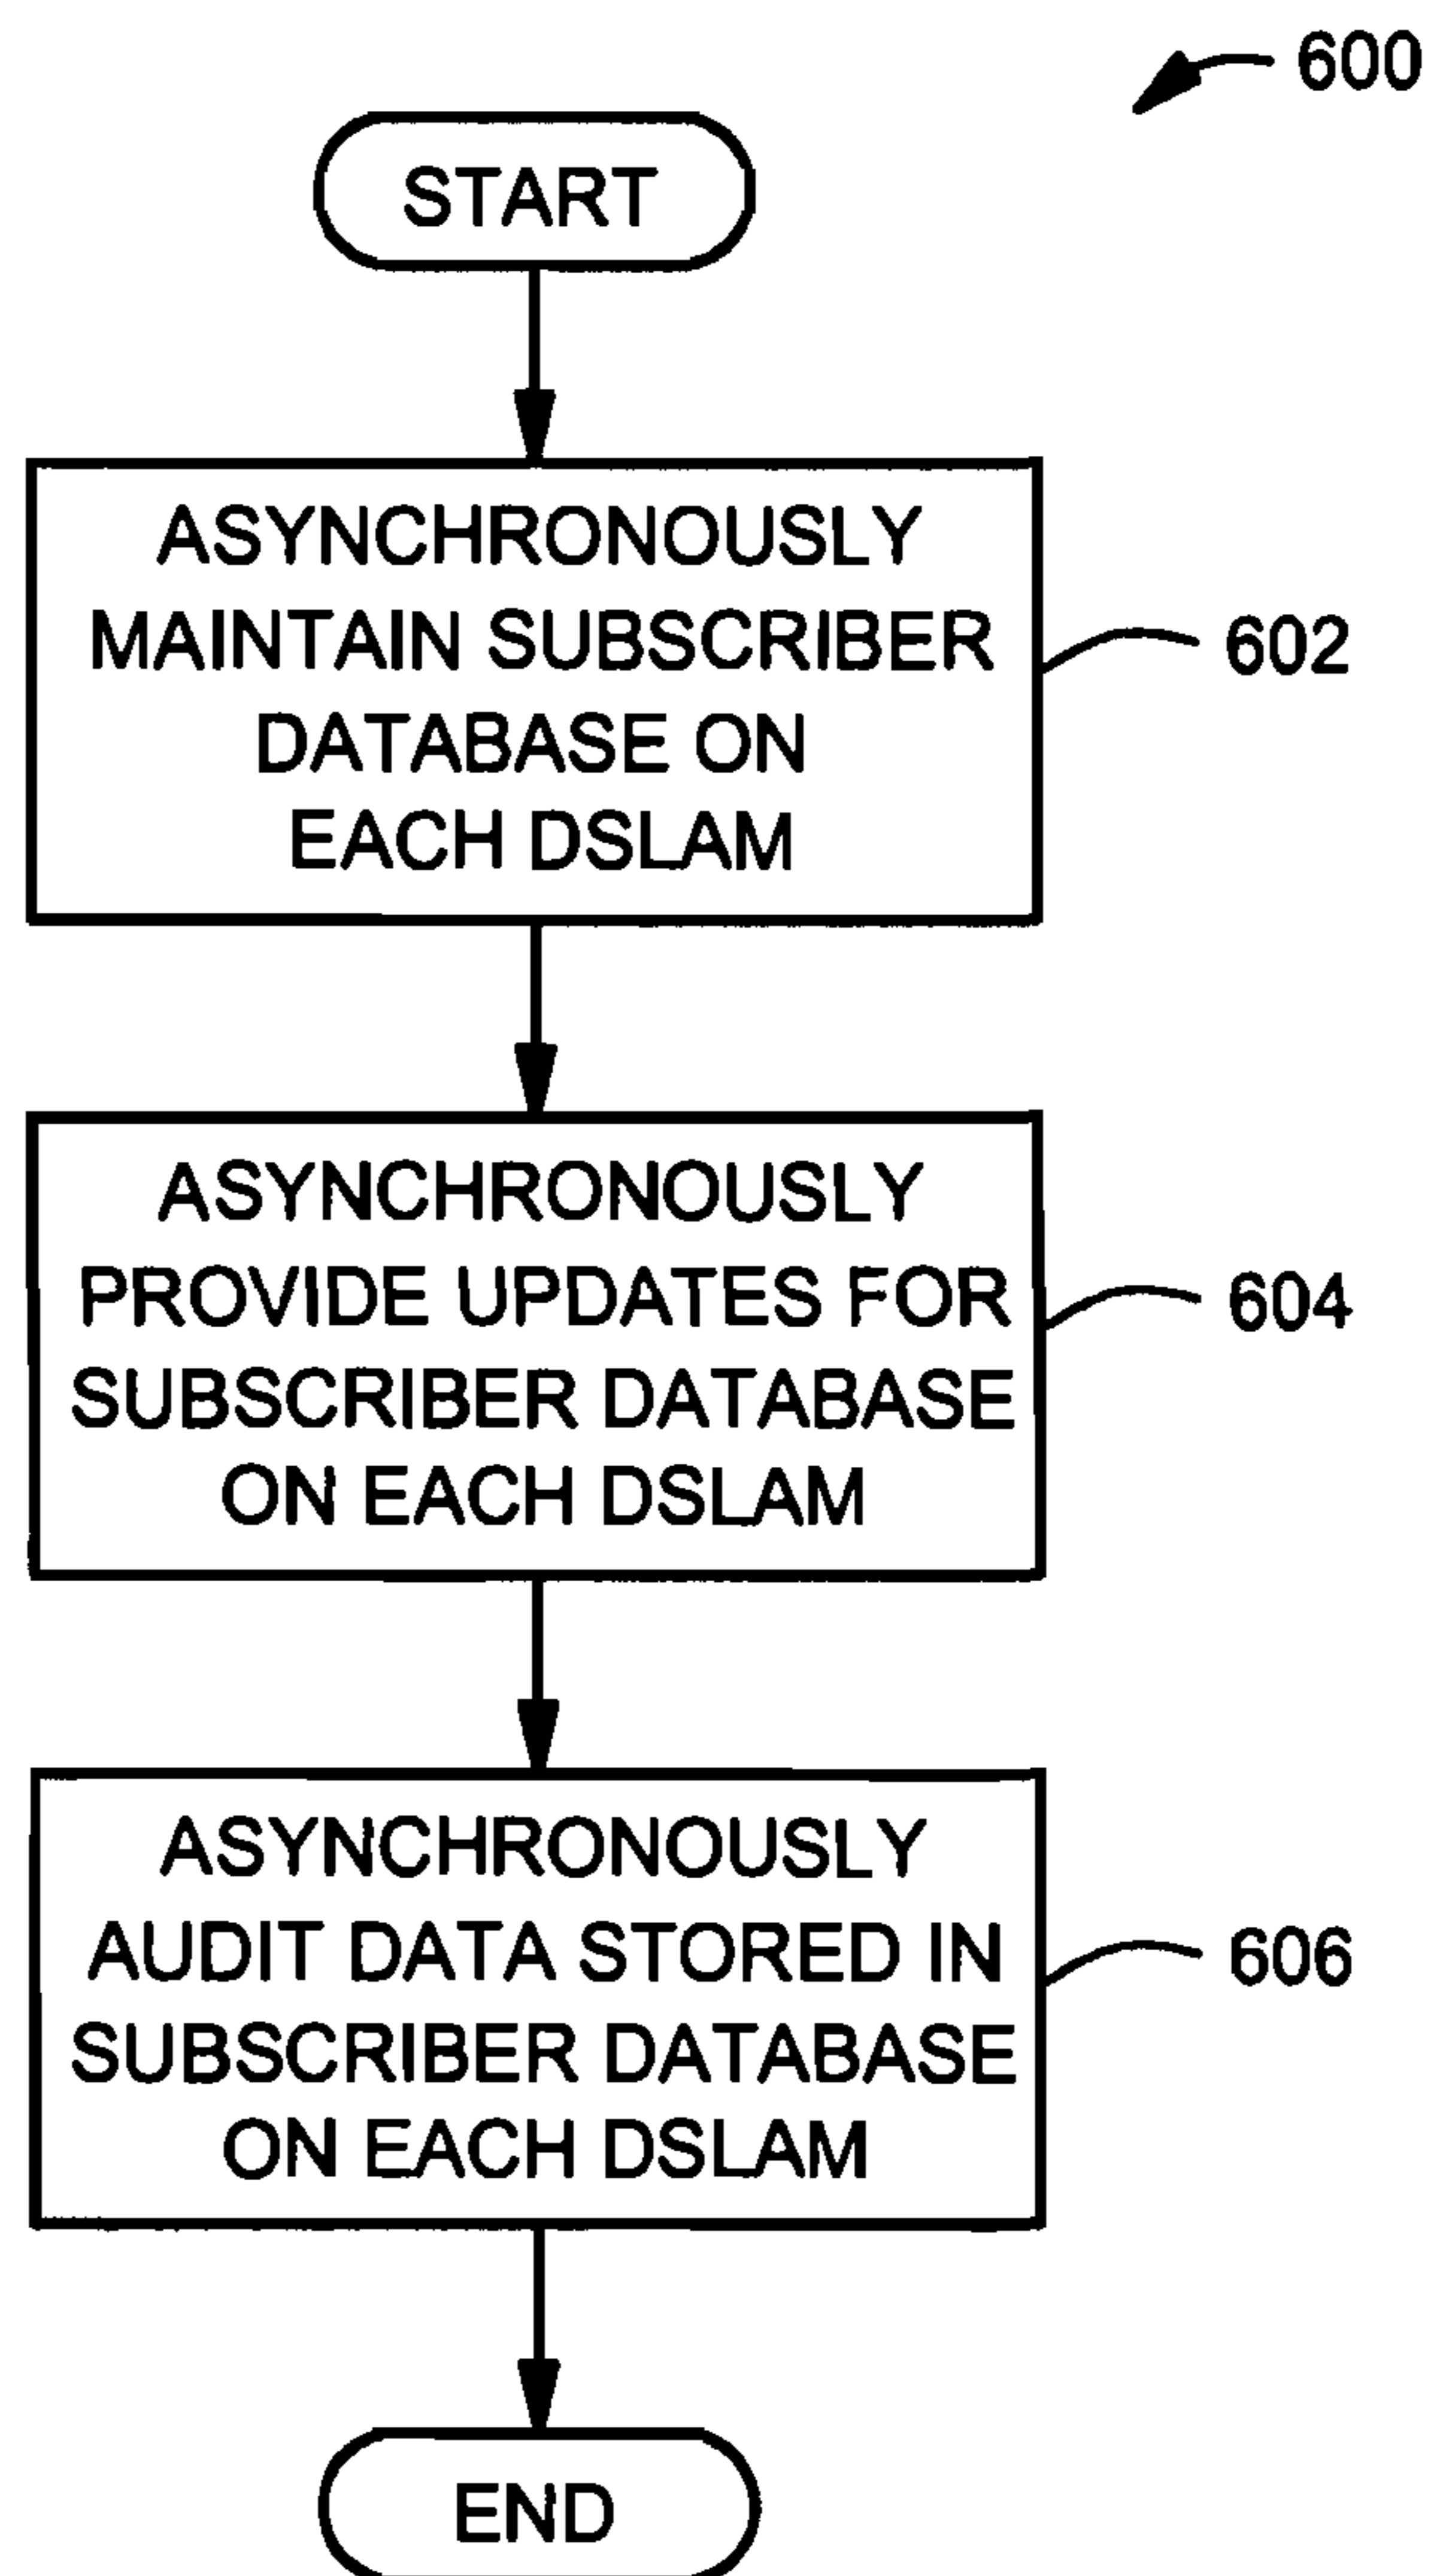 600
START
ASYNCHRONOUSLY
MAINTAIN SUBSCRIBER
DATABASE ON
EACH DSLAM
602
ASYNCHRONOUSLY
PROVIDE UPDATES FOR
SUBSCRIBER DATABASE
ON EACH DSLAM
604
ASYNCHRONOUSLY
AUDIT DATA STORED IN
SUBSCRIBER DATABASE
ON EACH DSLAM
606
END